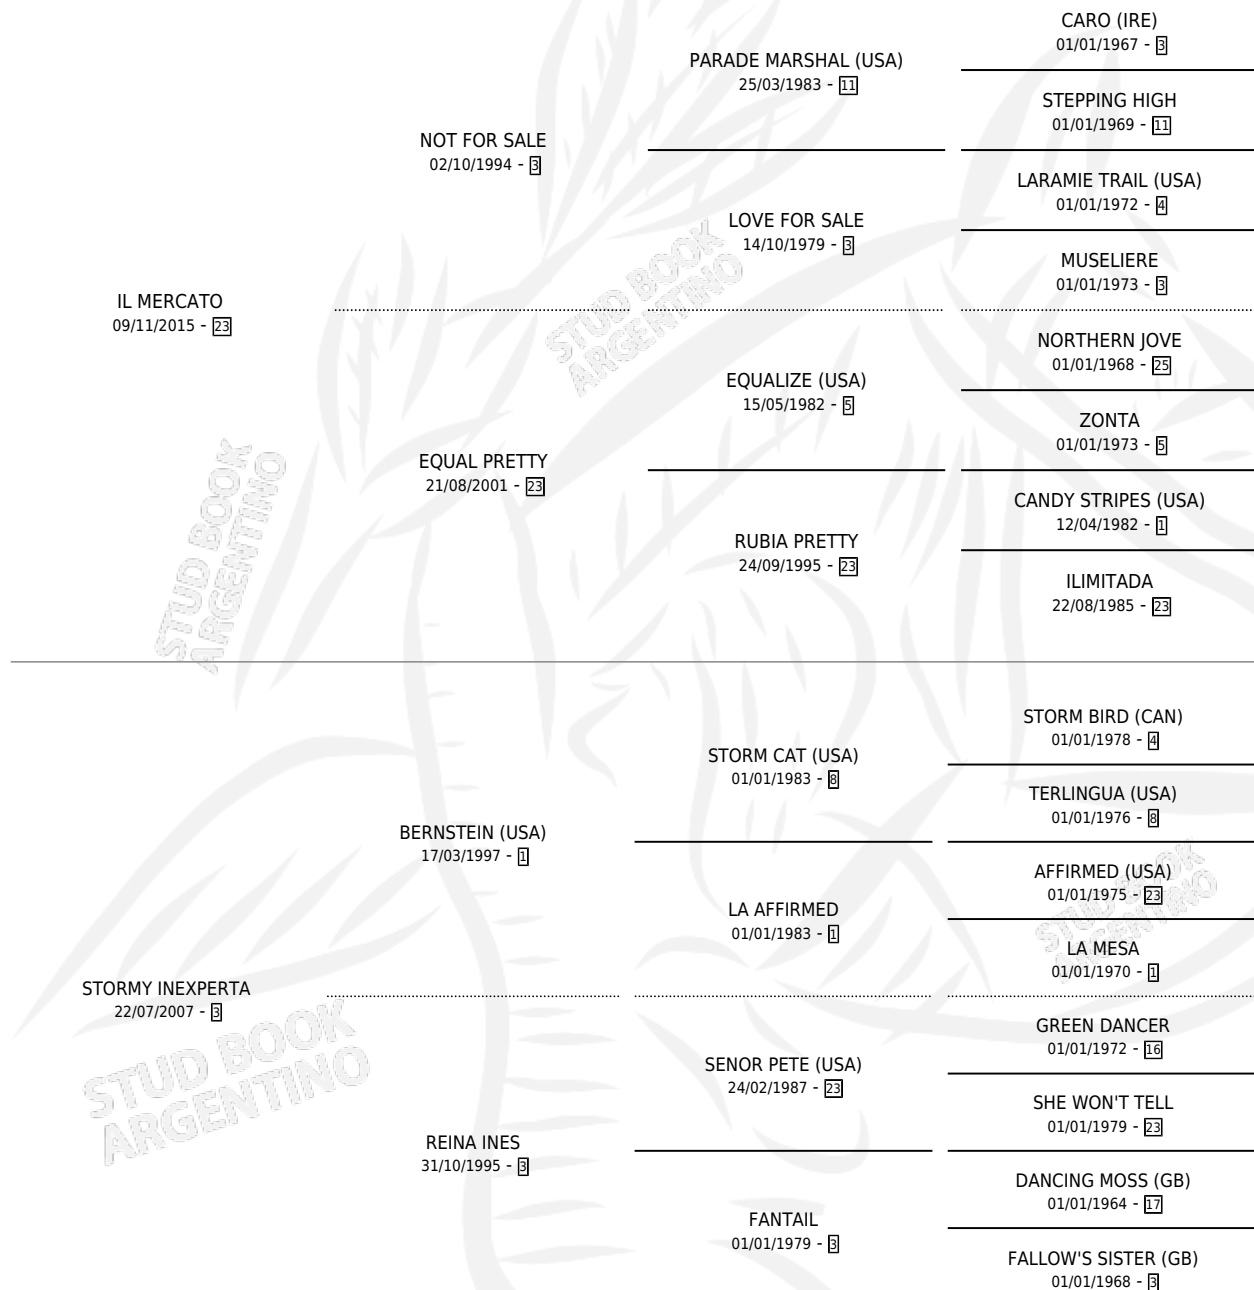 CARO (IRE)
01/01/1967 - 3
PARADE MARSHAL (USA)
25/03/1983 - 11
STEPPING HIGH
01/01/1969 - 11
NOT FOR SALE
02/10/1994 - 3
LARAMIE TRAIL (USA)
01/01/1972 - 4
LOVE FOR SALE
14/10/1979 - 3
MUSELIERE
01/01/1973 - 3
IL MERCATO
09/11/2015 - 23
NORTHERN JOVE
01/01/1968 - 25
EQUALIZE (USA)
15/05/1982 - 5
ZONTA
01/01/1973 - 5
EQUAL PRETTY
21/08/2001 - 23
CANDY STRIPES (USA)
12/04/1982 - 1
RUBIA PRETTY
24/09/1995 - 23
ILIMITADA
22/08/1985 - 23
STORM BIRD (CAN)
01/01/1978 - 4
STORM CAT (USA)
01/01/1983 - 8
TERLINGUA (USA)
01/01/1976 - 8
BERNSTEIN (USA)
17/03/1997 - 1
AFFIRMED (USA)
01/01/1975 - 23
LA AFFIRMED
01/01/1983 - 1
LA MESA
01/01/1970 - 1
STORMY INEXPERTA
22/07/2007 - 3
GREEN DANCER
01/01/1972 - 16
SENOR PETE (USA)
24/02/1987 - 23
SHE WON'T TELL
01/01/1979 - 23
REINA INES
31/10/1995 - 3
DANCING MOSS (GB)
01/01/1964 - 17
FANTAIL
01/01/1979 - 3
FALLOW'S SISTER (GB)
01/01/1968 - 3
STUD BOOK
ARGENTINO
STUD BOOK
ARGENTINO
STUD BOOK
ARGENTINO
STUD BOOK
ARGENTINO